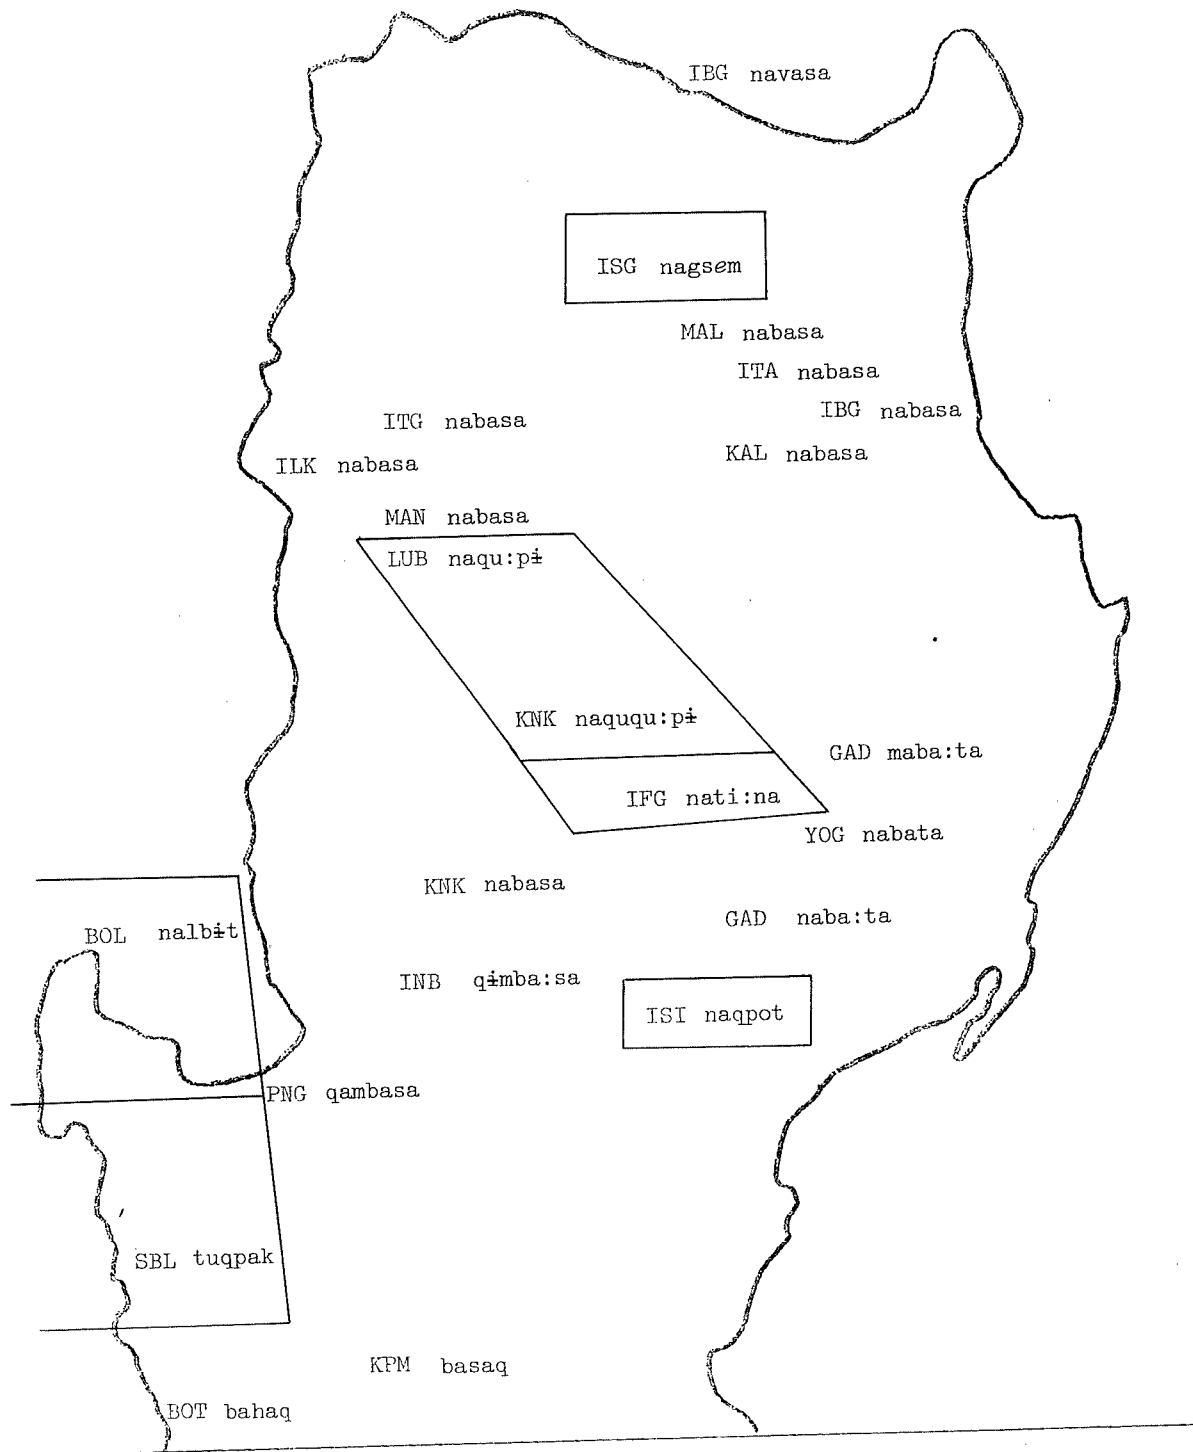 IBG navasa
ISG nagsem
MAL nabasa
ITA nabasa
IBG nabasa
ITG nabasa
KAL nabasa
ILK nabasa
MAN nabasa
LUB naqu:pɨ
KNK naququ:pɨ
GAD maba:ta
IFG nati:na
YOG nabata
KNK nabasa
GAD naba:ta
BOL nalbɨt
INB qɨmba:sa
ISI naqpot
PNG qambasa
SBL tuqpak
KPM basaq
BOT bahaq